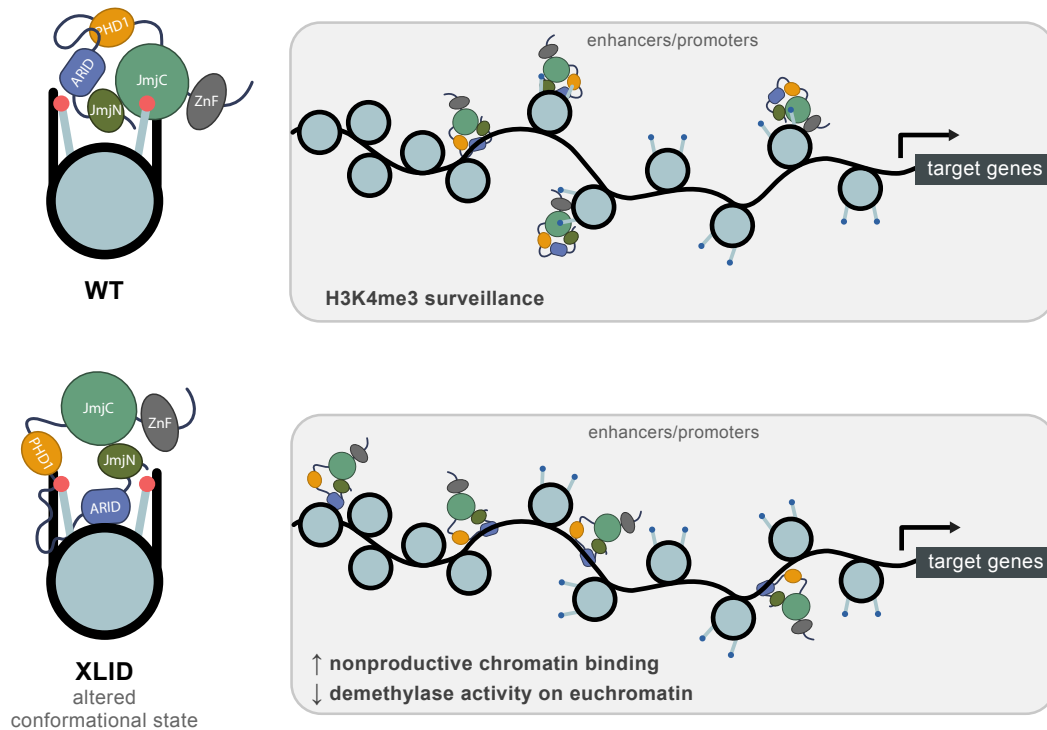 PHD1
ARID
JmjC
JmjN
ZnF
WT
enhancers/promoters
target genes
H3K4me3 surveillance
JmjC
ZnF
PHD1
JmjN
ARID
XLID
altered
conformational state
enhancers/promoters
target genes
↑ nonproductive chromatin binding
↓ demethylase activity on euchromatin